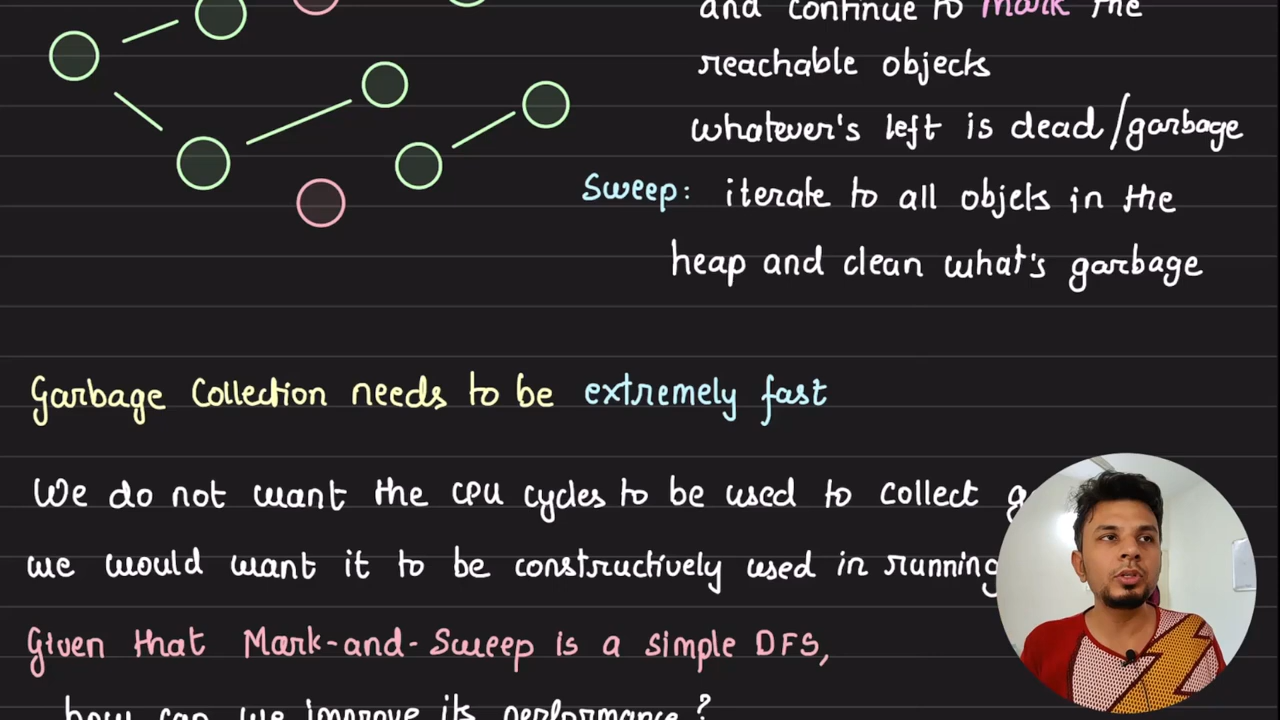 and continue to mark the
reachable objects
whatever's left is dead/garbage
Sweep: iterate to all objets in the
heap and clean what's garbage
Garbage Collection needs to be extremely fast
We do not want the CPU cycles to be used to collect
we would want it to be constructively used in running
Given that Mark-and-Sweep is a simple DFS,
how can we improve its performance?